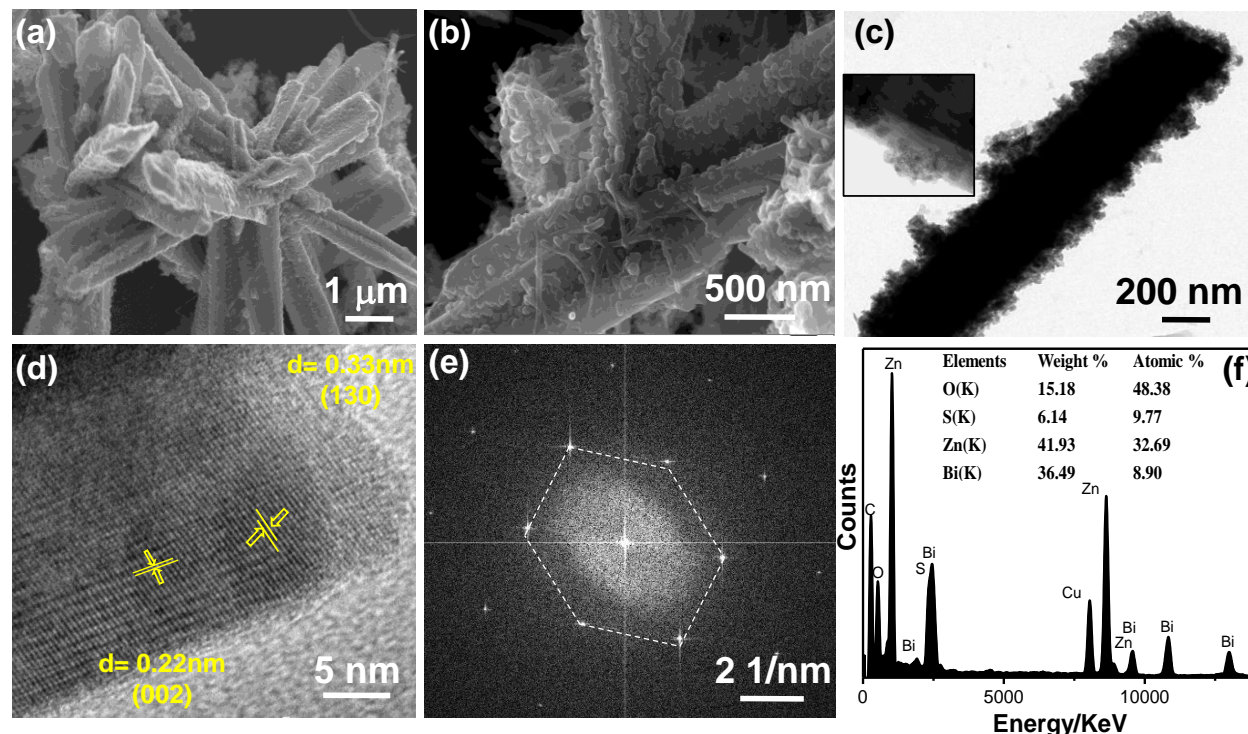 (a)
1 μm
(b)
500 nm
(c)
200 nm
(d)
d= 0.33nm
(130)
d= 0.22nm
(002)
5 nm
(e)
2 1/nm
(f)
Elements Weight % Atomic %
O(K) 15.18 48.38
S(K) 6.14 9.77
Zn(K) 41.93 32.69
Bi(K) 36.49 8.90
Counts
C
O
Zn
Bi
S
Bi
Cu
Zn
Zn
Bi
Bi
Bi
0 5000 10000
Energy/KeV